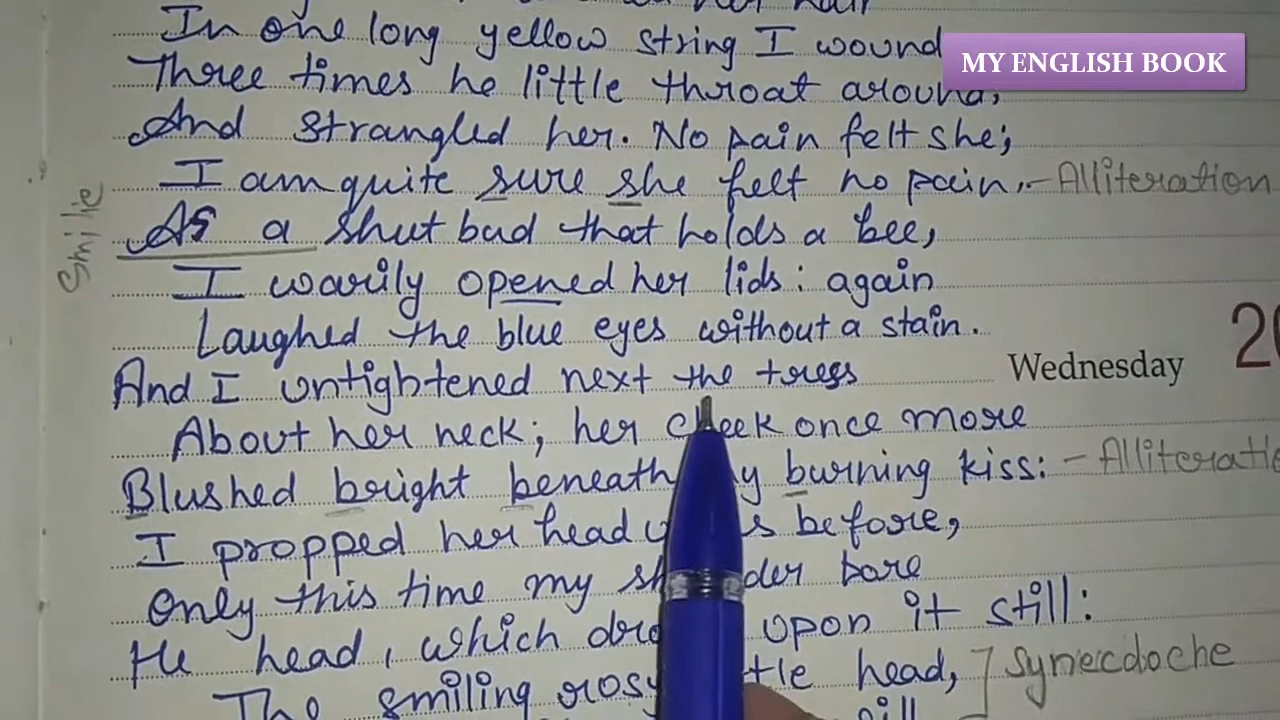 hair
In one long yellow string I wound
MY ENGLISH BOOK
Three times he little throat around,
And strangled her. No pain felt she;
I am quite sure she felt no pain. - Alliteration
Smilie
As a shut bud that holds a bee,
I warily opened her lids: again
Laughed the blue eyes without a stain.
And I untightened next the tress
Wednesday
About her neck; her cheek once more
Blushed bright beneath burning kiss: - Alliteratio
I propped her head before,
Only this time my bore
He head, which upon it still:
The smiling rosy head, Synecdoche